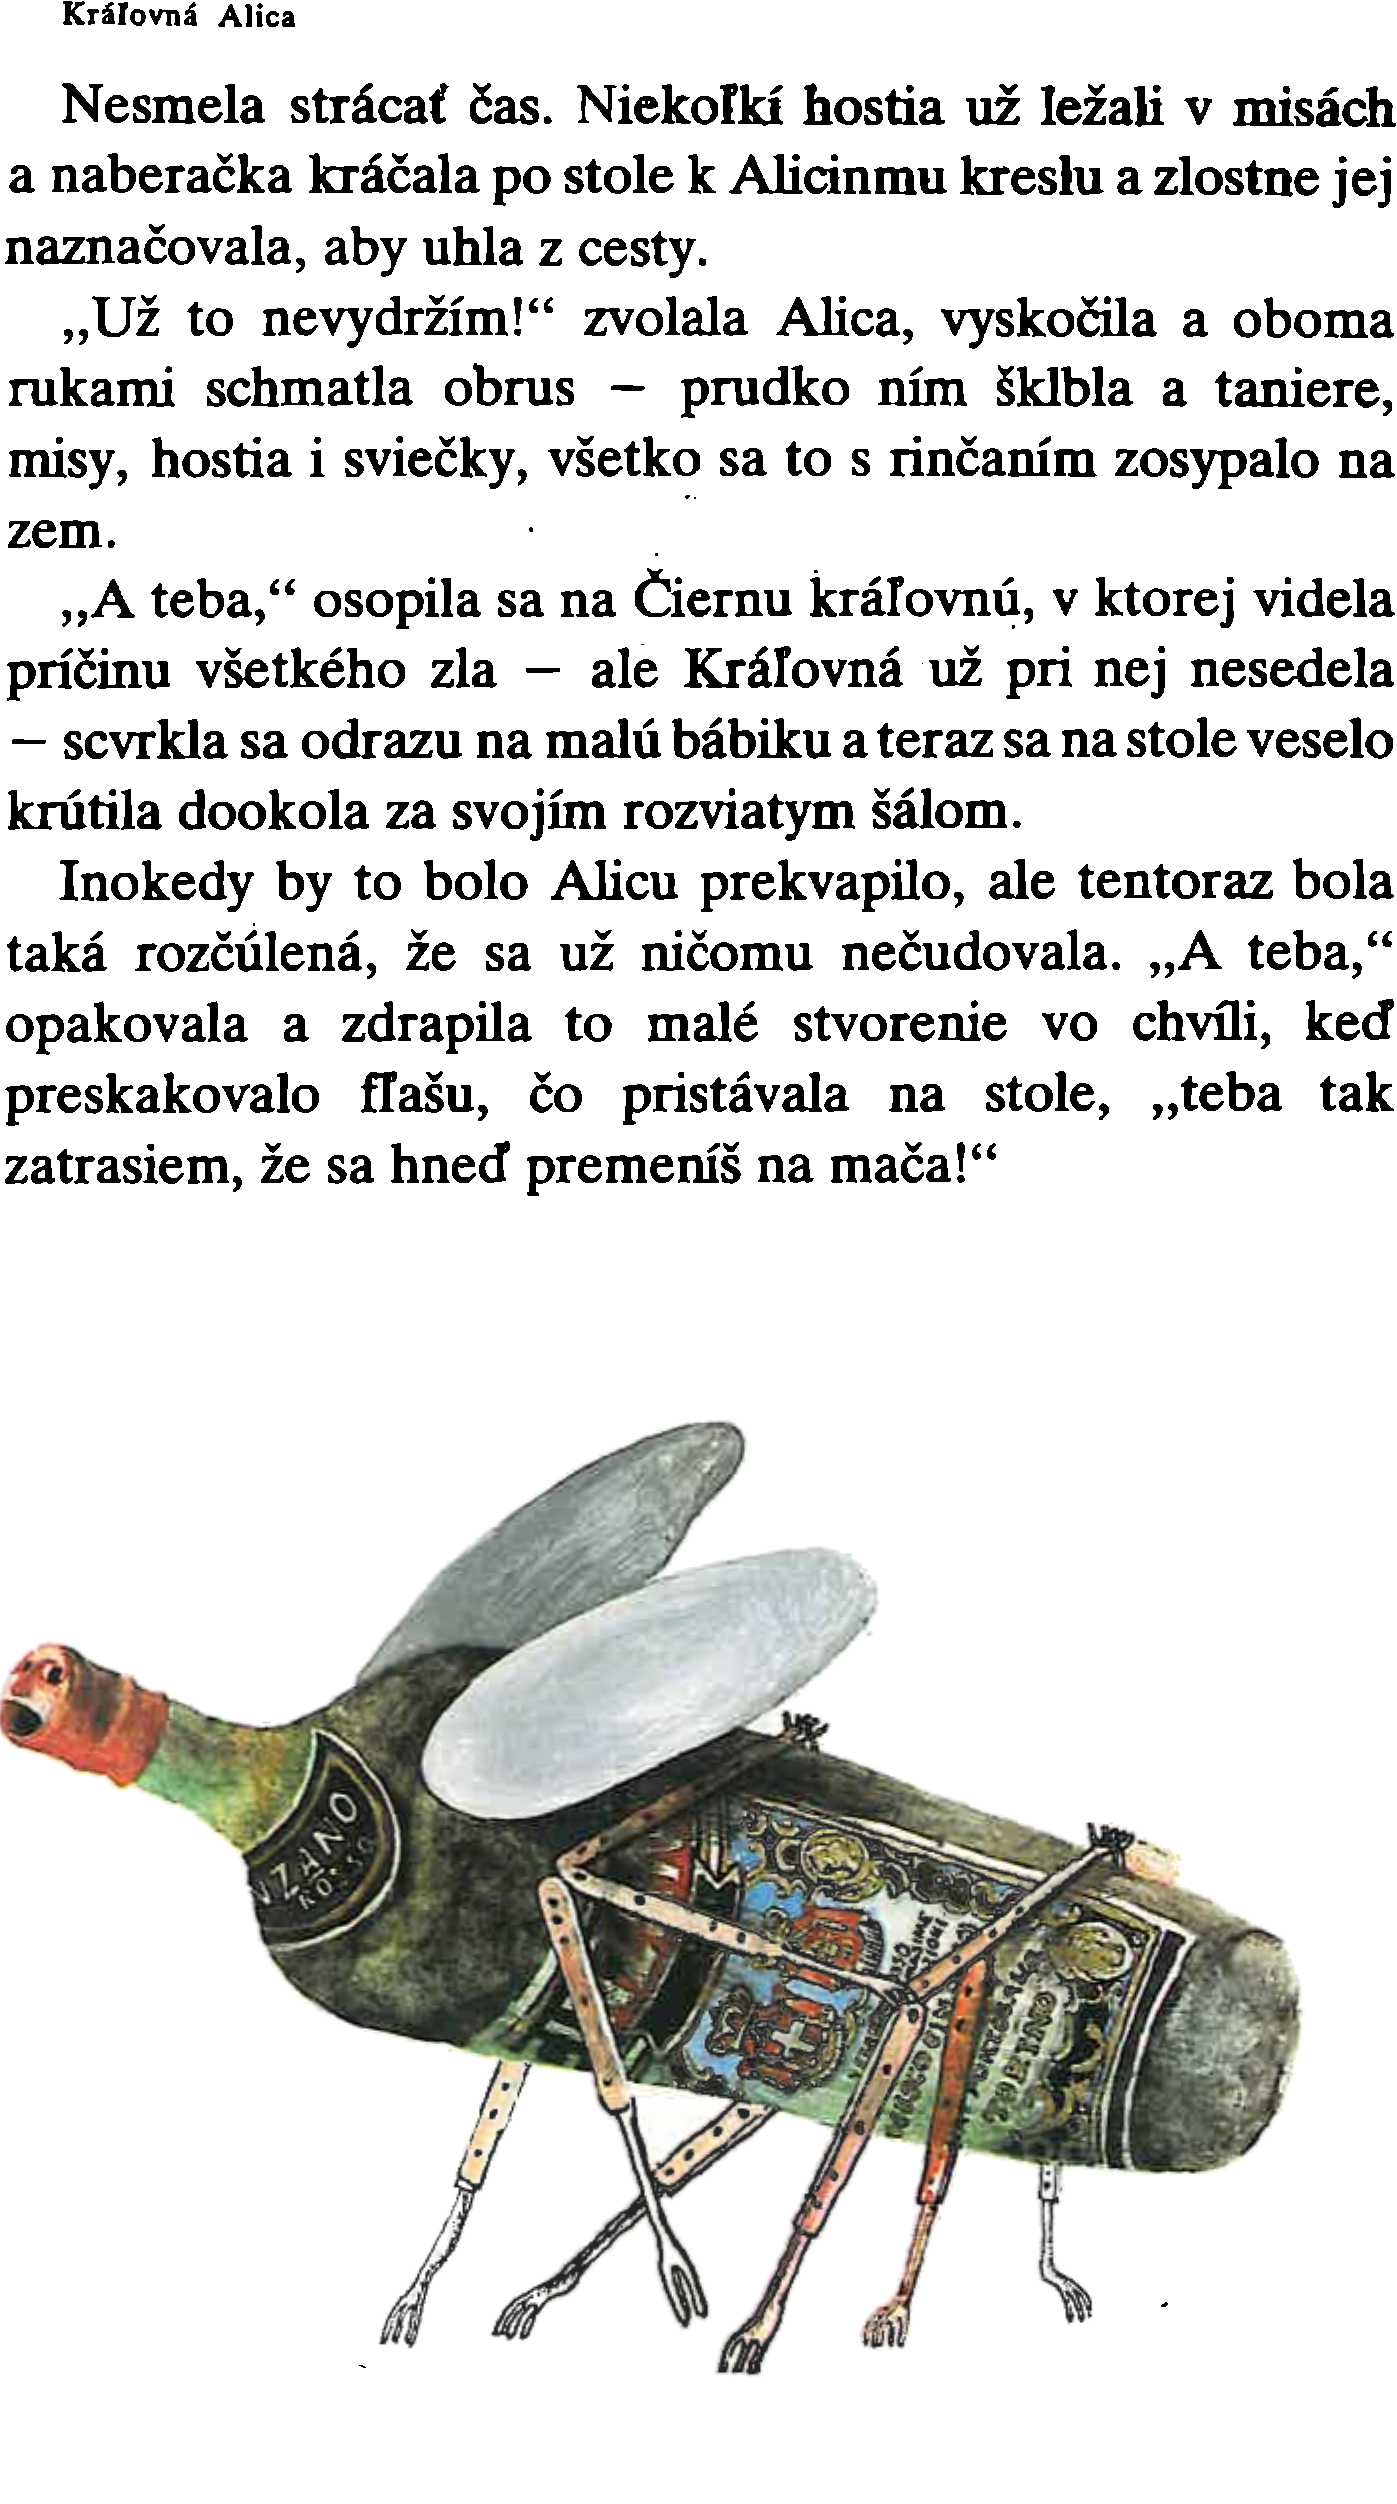 Kráľovná Alica
Nesmela strácať čas. Niekoľkí hostia už ležali v misách
a naberačka kráčala po stole k Alicinmu kreslu a zlostne jej
naznačovala, aby uhla z cesty.
„Už to nevydržím!“ zvolala Alica, vyskočila a oboma
rukami schmatla obrus — prudko ním šklbla a taniere,
misy, hostia i sviečky, všetko sa to s rinčaním zosypalo na
zem.
„A teba,“ osopila sa na Čiernu kráľovnú, v ktorej videla
príčinu všetkého zla — ale Kráľovná už pri nej nesedela
— scvrkla sa odrazu na malú bábiku a teraz sa na stole veselo
krútila dookola za svojím rozviatym šálom.
Inokedy by to bolo Alicu prekvapilo, ale tentoraz bola
taká rozčúlená, že sa už ničomu nečudovala. „A teba,“
opakovala a zdrapila to malé stvorenie vo chvíli, keď
preskakovalo fľašu, čo pristávala na stole, „teba tak
zatrasiem, že sa hneď premeníš na mača!“
NZANO
ROSSO